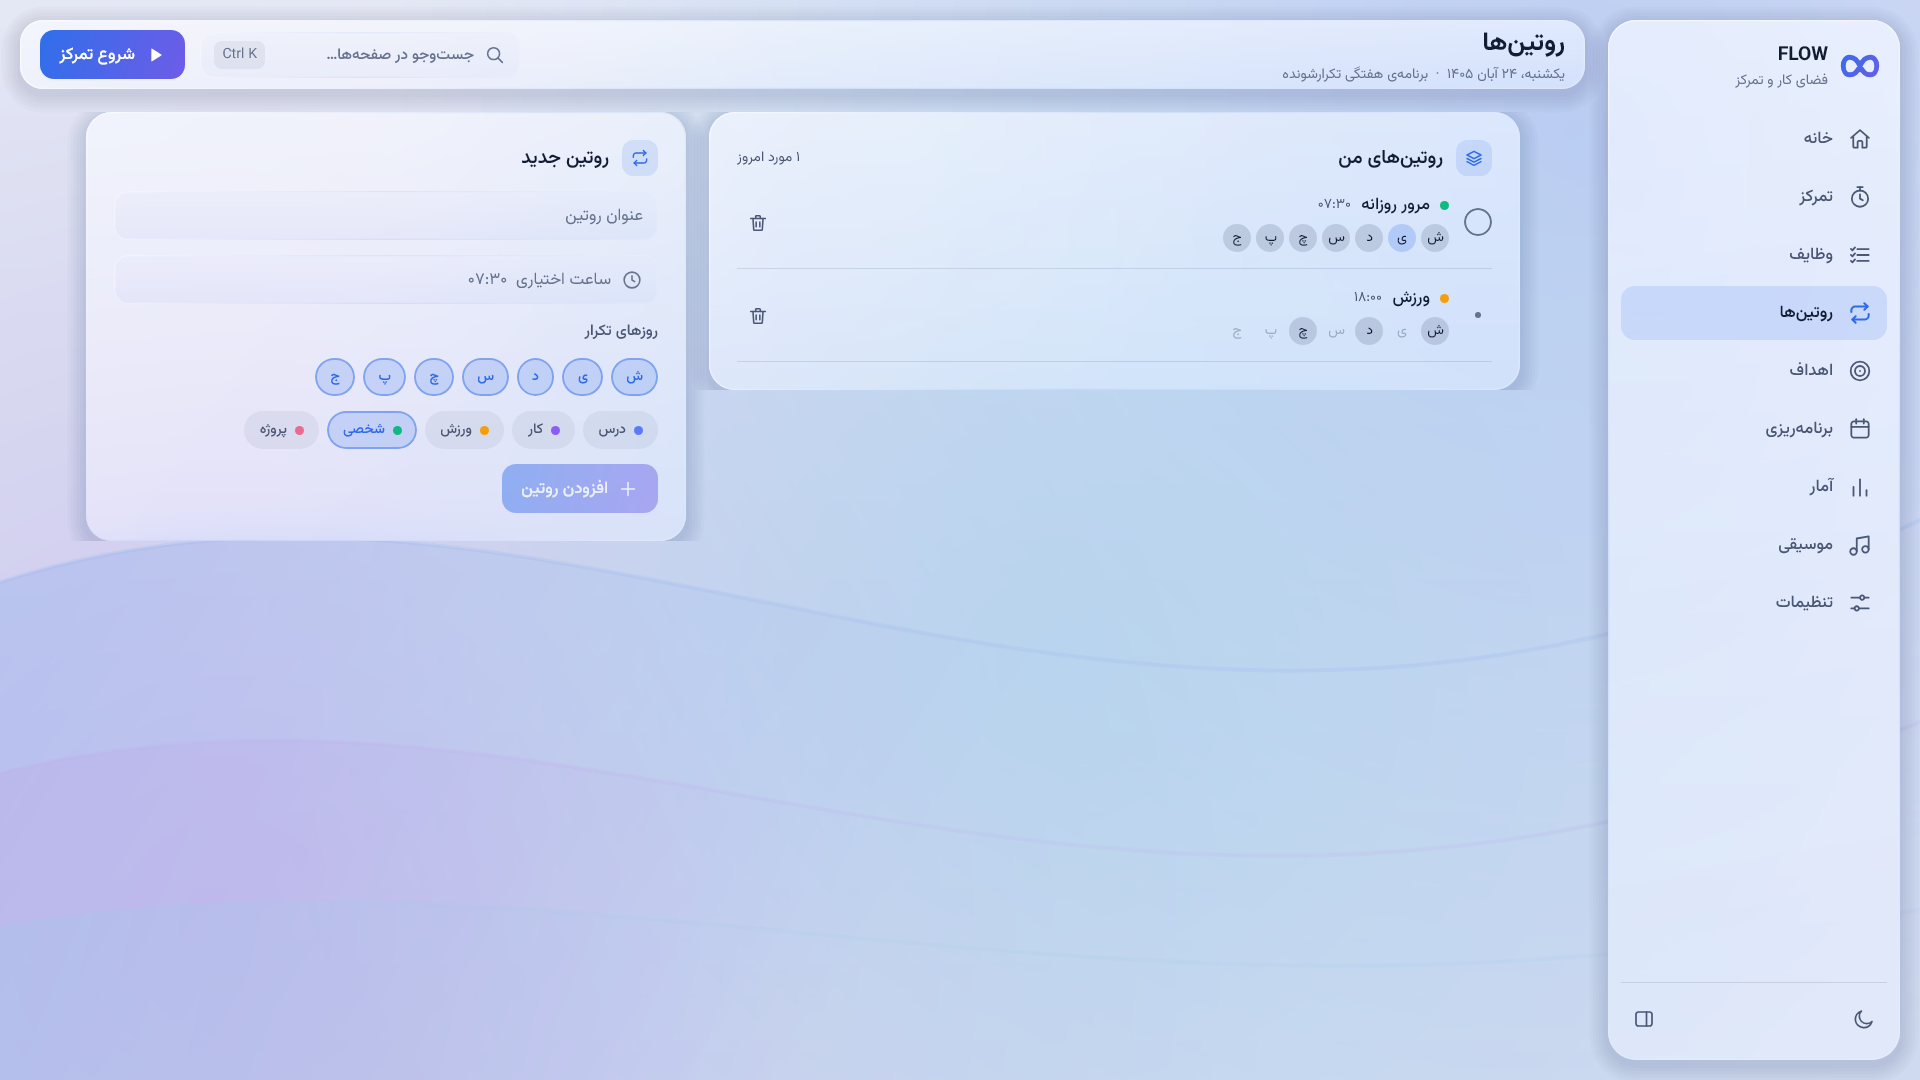 FLOW
فضای کار و تمرکز
خانه
تمرکز
وظایف
روتین‌ها
اهداف
برنامه‌ریزی
آمار
موسیقی
تنظیمات
روتین‌ها
یکشنبه، ۲۴ آبان ۱۴۰۵ · برنامه‌ی هفتگی تکرارشونده
جست‌وجو در صفحه‌ها…
Ctrl K
شروع تمرکز
روتین‌های من
۱ مورد امروز
مرور روزانه ۰۷:۳۰
ش ی د س چ پ ج
ورزش ۱۸:۰۰
ش ی د س چ پ ج
روتین جدید
عنوان روتین
ساعت اختیاری ۰۷:۳۰
روزهای تکرار
ش ی د س چ پ ج
درس کار ورزش شخصی پروژه
افزودن روتین